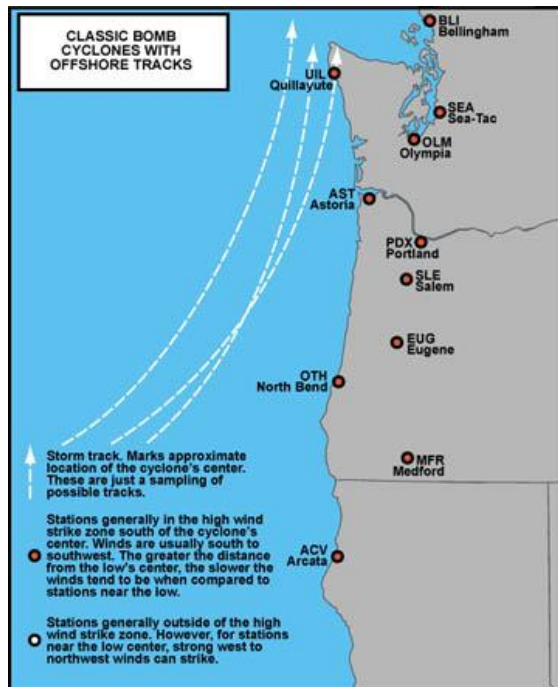 CLASSIC BOMB
CYCLONES WITH
OFFSHORE TRACKS
BLI
Bellingham
UIL
Quillayute
SEA
Sea-Tac
OLM
Olympia
AST
Astoria
PDX
Portland
SLE
Salem
EUG
Eugene
OTH
North Bend
MFR
Medford
ACV
Arcata
Storm track. Marks approximate
location of the cyclone's center.
These are just a sampling of
possible tracks.
Stations generally in the high wind
strike zone south of the cyclone's
center. Winds are usually south to
southwest. The greater the distance
from the low's center, the slower the
winds tend to be when compared to
stations near the low.
Stations generally outside of the high
wind strike zone. However, for stations
near the low center, strong west to
northwest winds can strike.